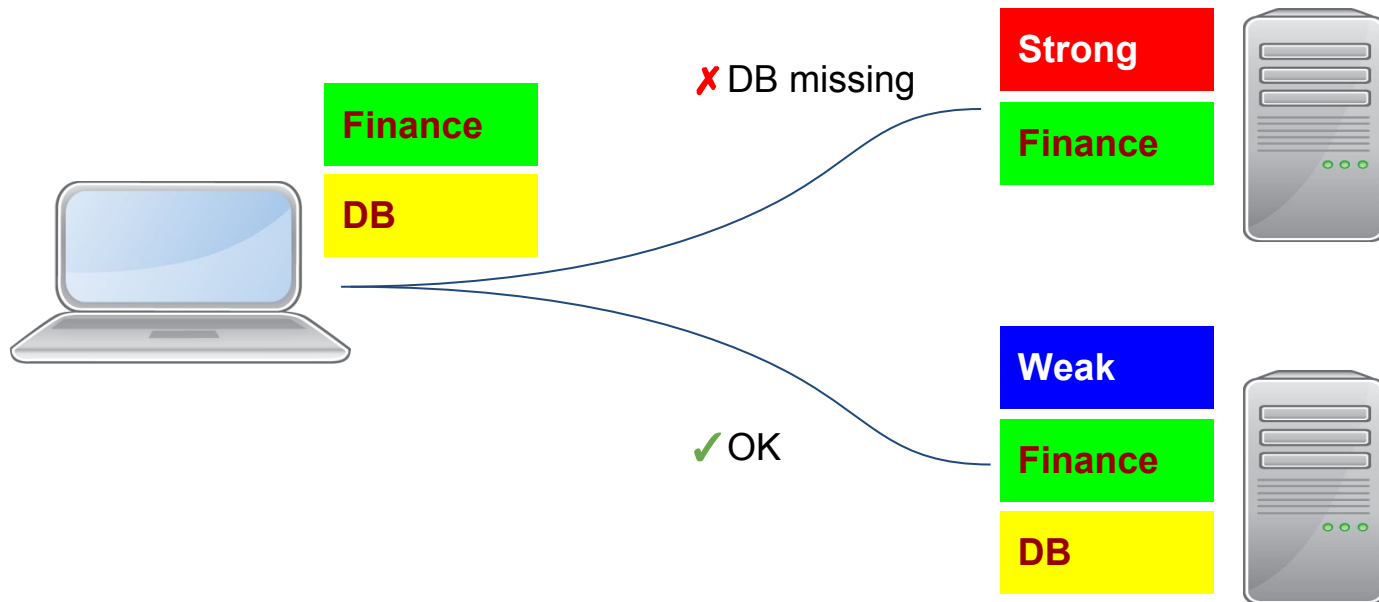 Finance
DB
✗ DB missing
Strong
Finance
✓ OK
Weak
Finance
DB